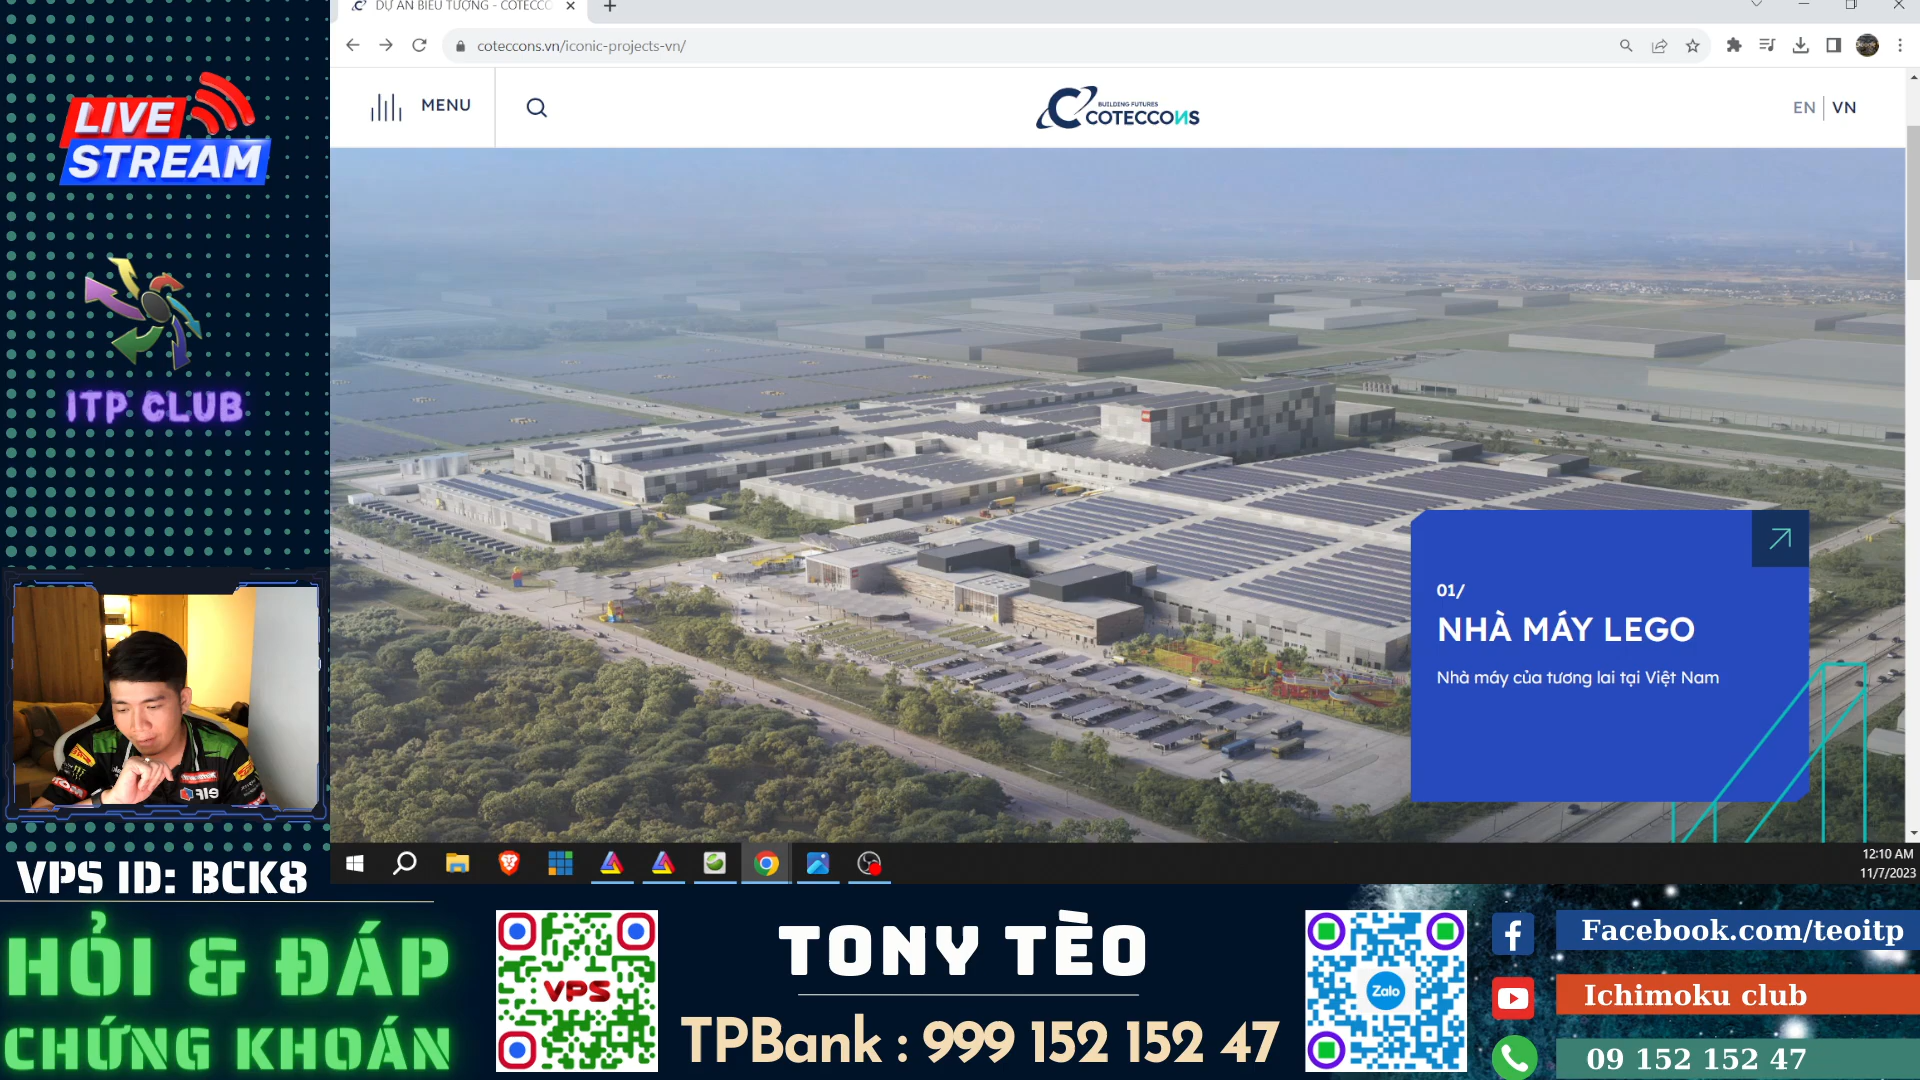 DỰ ÁN BIỂU TƯỢNG - COTECCO
coteccons.vn/iconic-projects-vn/
MENU
BUILDING FUTURES
COTECCONS
EN
VN
LIVE
STREAM
ITP CLUB
01/
NHÀ MÁY LEGO
Nhà máy của tương lai tại Việt Nam
12:10 AM
11/7/2023
VPS ID: BCK8
HỎI & ĐÁP
CHỨNG KHOÁN
VPS
TONY TÈO
TPBank : 999 152 152 47
Zalo
Facebook.com/teoitp
Ichimoku club
09 152 152 47